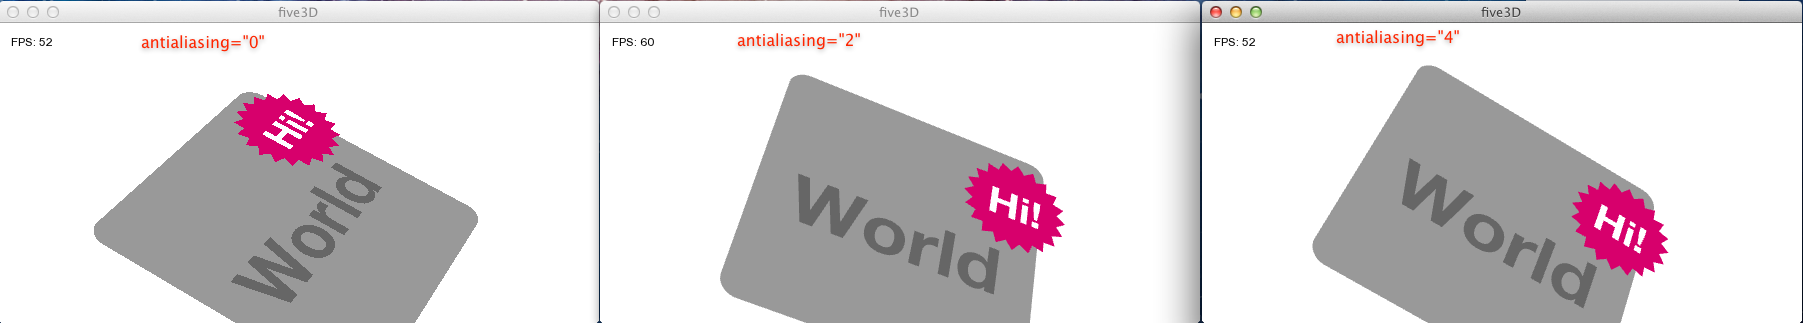 five3D
FPS: 52
antialiasing="0"
Hi!
World
five3D
FPS: 60
antialiasing="2"
World
Hi!
five3D
FPS: 52
antialiasing="4"
World
Hi!